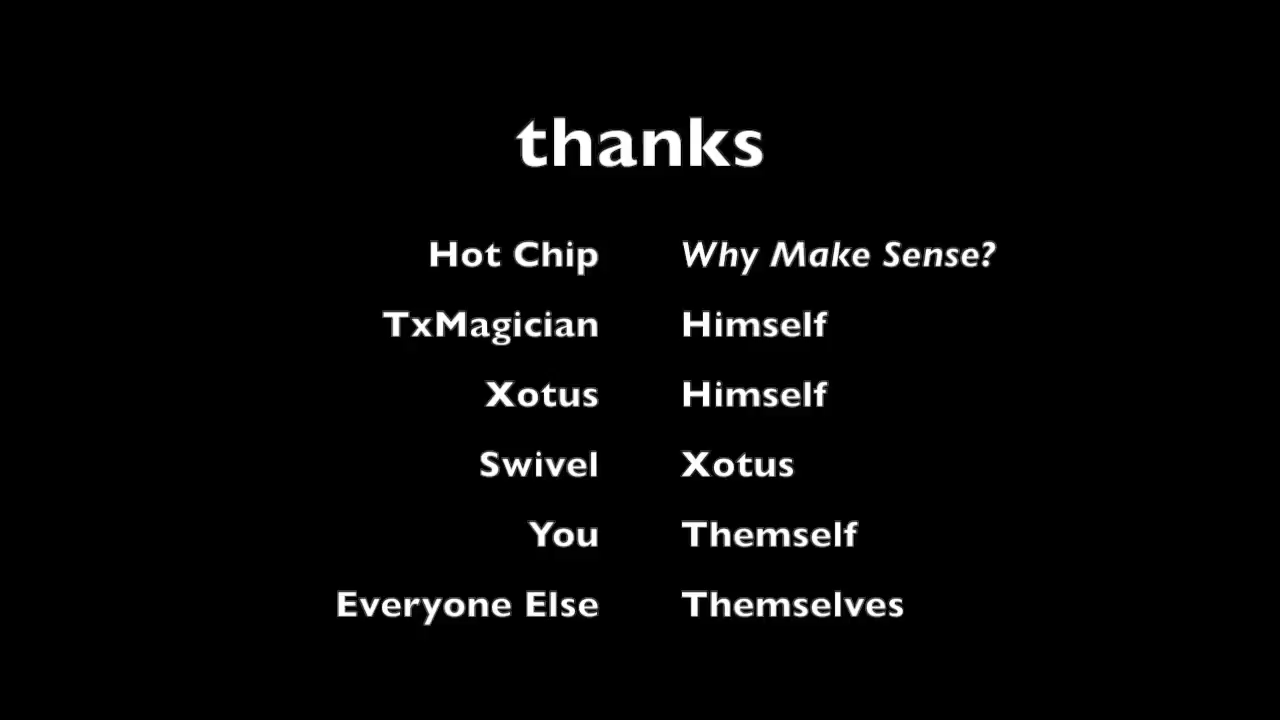 thanks
Hot Chip Why Make Sense?
TxMagician Himself
Xotus Himself
Swivel Xotus
You Themself
Everyone Else Themselves